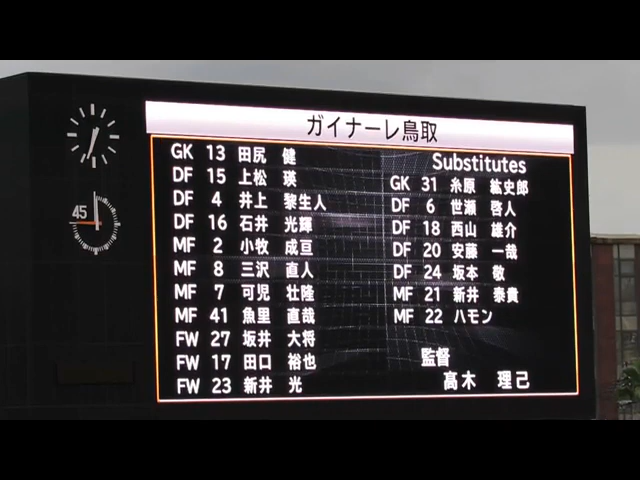 ガイナーレ鳥取
GK 13 田尻 健
DF 15 上松 瑛
DF 4 井上 黎生人
DF 16 石井 光輝
MF 2 小牧 成亘
MF 8 三沢 直人
MF 7 可児 壮隆
MF 41 魚里 直哉
FW 27 坂井 大将
FW 17 田口 裕也
FW 23 新井 光
Substitutes
GK 31 糸原 紘史郎
DF 6 世瀬 啓人
DF 18 西山 雄介
DF 20 安藤 一哉
DF 24 坂本 敬
MF 21 新井 泰貴
MF 22 ハモン
監督
髙木 理己
45